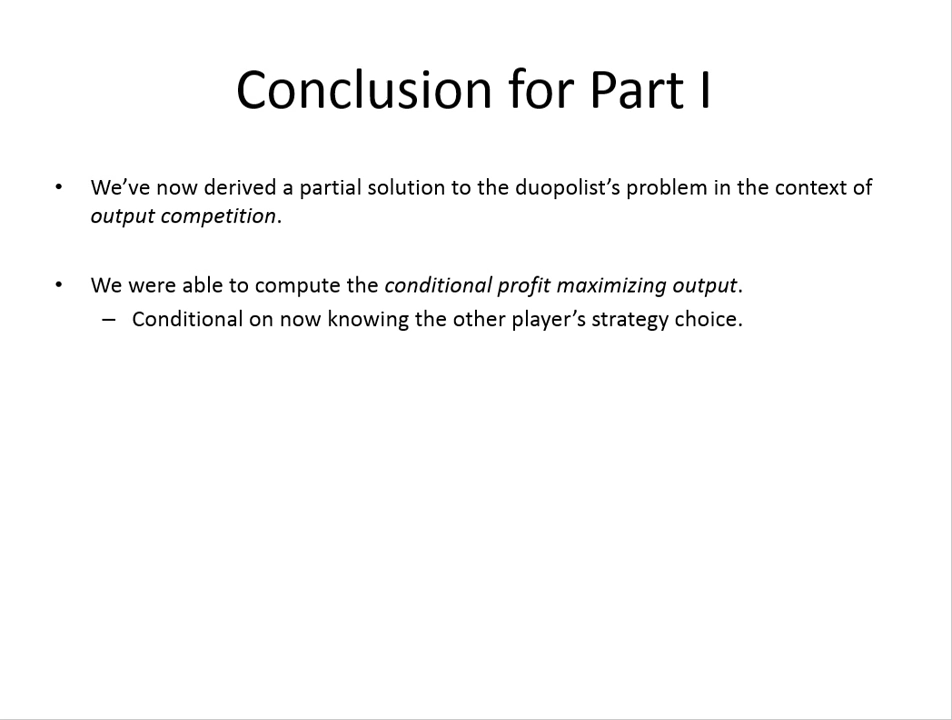 Conclusion for Part I
• We’ve now derived a partial solution to the duopolist’s problem in the context of
output competition.
• We were able to compute the conditional profit maximizing output.
– Conditional on now knowing the other player’s strategy choice.